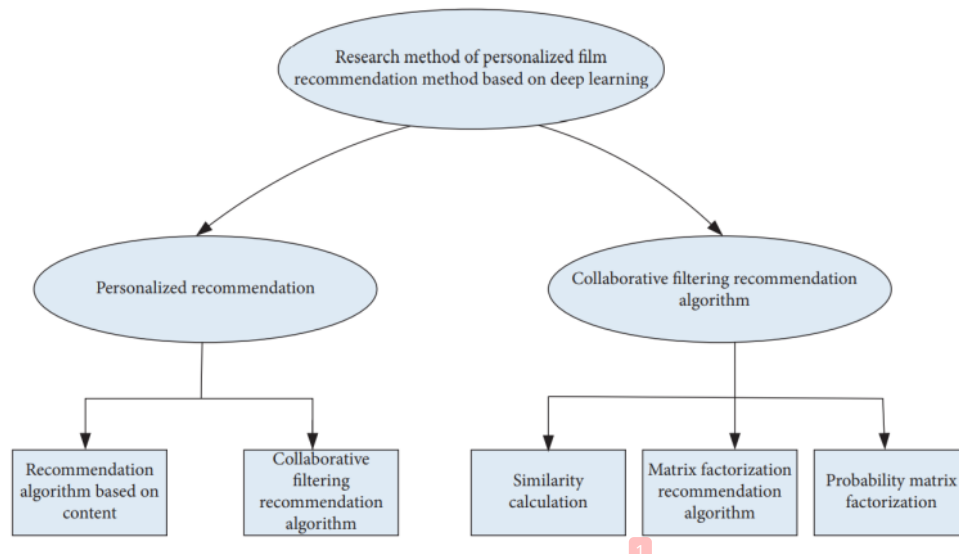 Research method of personalized film
recommendation method based on deep learning
Personalized recommendation
Collaborative filtering recommendation
algorithm
Recommendation
algorithm based on
content
Collaborative
filtering
recommendation
algorithm
Similarity
calculation
Matrix factorization
recommendation
algorithm
Probability matrix
factorization
1